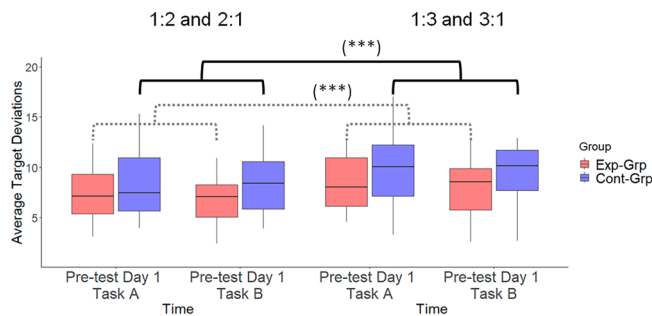 1:2 and 2:1
1:3 and 3:1
(***)
(***)
Average Target Deviations
20
15
10
5
Pre-test Day 1
Task A
Pre-test Day 1
Task B
Pre-test Day 1
Task A
Pre-test Day 1
Task B
Time
Time
Group
Exp-Grp
Cont-Grp